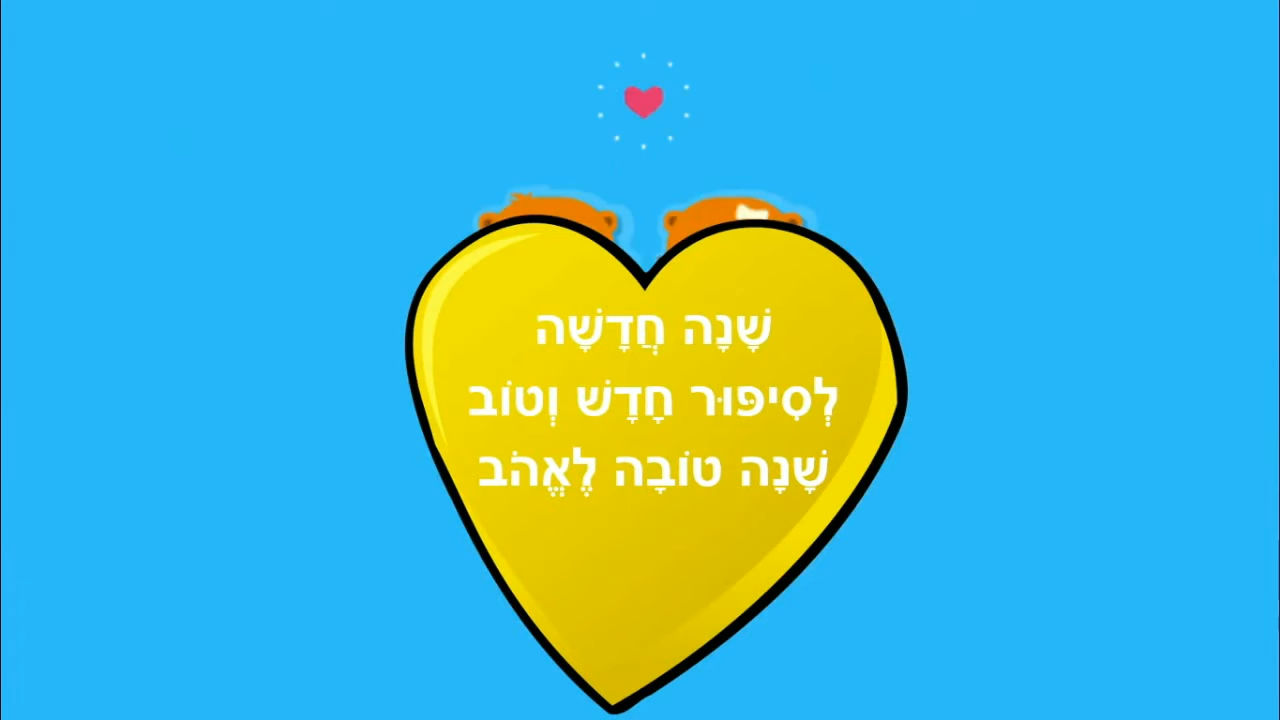 שָׁנָה חֲדָשָׁה
לְסִיפּוּר חָדָשׁ וְטוֹב
שָׁנָה טוֹבָה לֶאֱהֹב